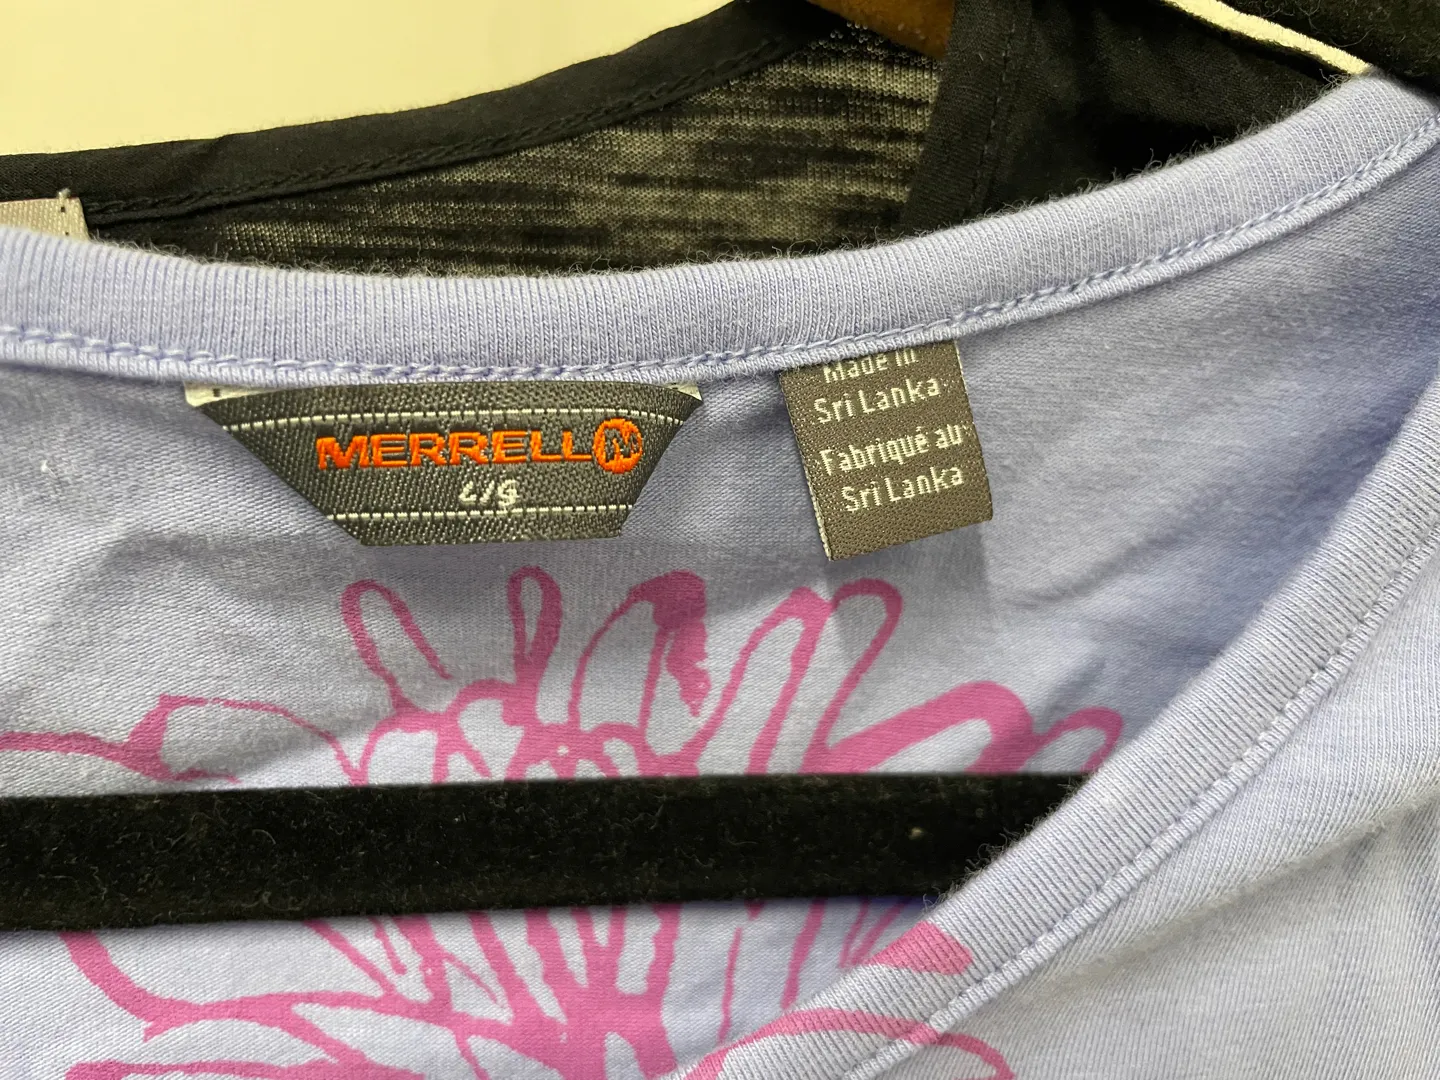 MERRELL
L/G
Made in
Sri Lanka
Fabriqué au
Sri Lanka